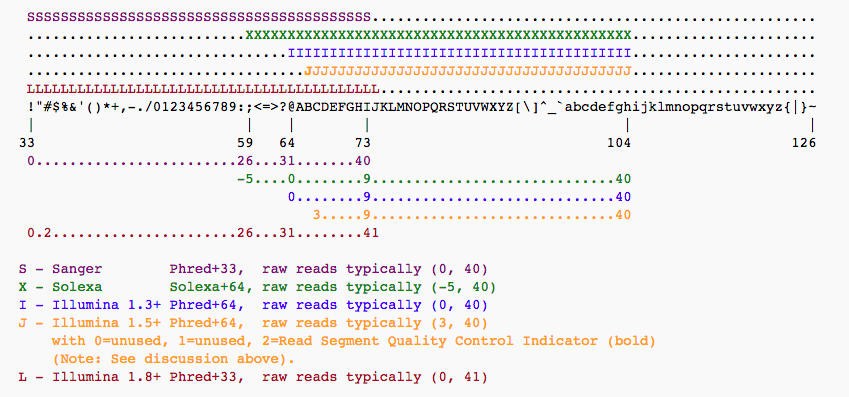 SSSSSSSSSSSSSSSSSSSSSSSSSSSSSSSSSSSSSSSSS.....................................................
..........................XXXXXXXXXXXXXXXXXXXXXXXXXXXXXXXXXXXXXXXXXXXXXX......................
...............................IIIIIIIIIIIIIIIIIIIIIIIIIIIIIIIIIIIIIIIII......................
.................................JJJJJJJJJJJJJJJJJJJJJJJJJJJJJJJJJJJJJJJ......................
LLLLLLLLLLLLLLLLLLLLLLLLLLLLLLLLLLLLLLLLLL....................................................
!"#$%&'()*+,-./0123456789:;<=>?@ABCDEFGHIJKLMNOPQRSTUVWXYZ[\]^_`abcdefghijklmnopqrstuvwxyz{|}~
| | | | | |
33 59 64 73 104 126
0........................26...31.......40
-5....0........9.............................40
0........9.............................40
3.....9.............................40
0.2......................26...31........41
S - Sanger Phred+33, raw reads typically (0, 40)
X - Solexa Solexa+64, raw reads typically (-5, 40)
I - Illumina 1.3+ Phred+64, raw reads typically (0, 40)
J - Illumina 1.5+ Phred+64, raw reads typically (3, 40)
with 0=unused, 1=unused, 2=Read Segment Quality Control Indicator (bold)
(Note: See discussion above).
L - Illumina 1.8+ Phred+33, raw reads typically (0, 41)